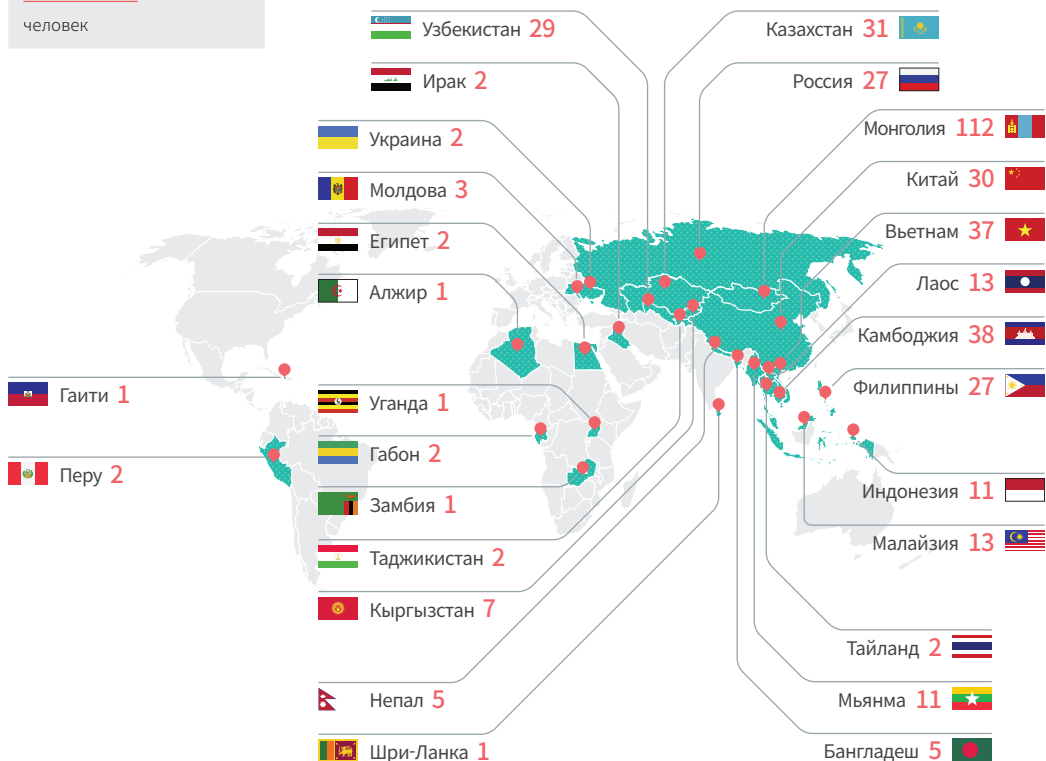 человек
Узбекистан 29
Ирак 2
Украина 2
Молдова 3
Египет 2
Алжир 1
Гаити 1
Перу 2
Уганда 1
Габон 2
Замбия 1
Таджикистан 2
Кыргызстан 7
Непал 5
Шри-Ланка 1
Казахстан 31
Россия 27
Монголия 112
Китай 30
Вьетнам 37
Лаос 13
Камбоджия 38
Филиппины 27
Индонезия 11
Малайзия 13
Тайланд 2
Мьянма 11
Бангладеш 5